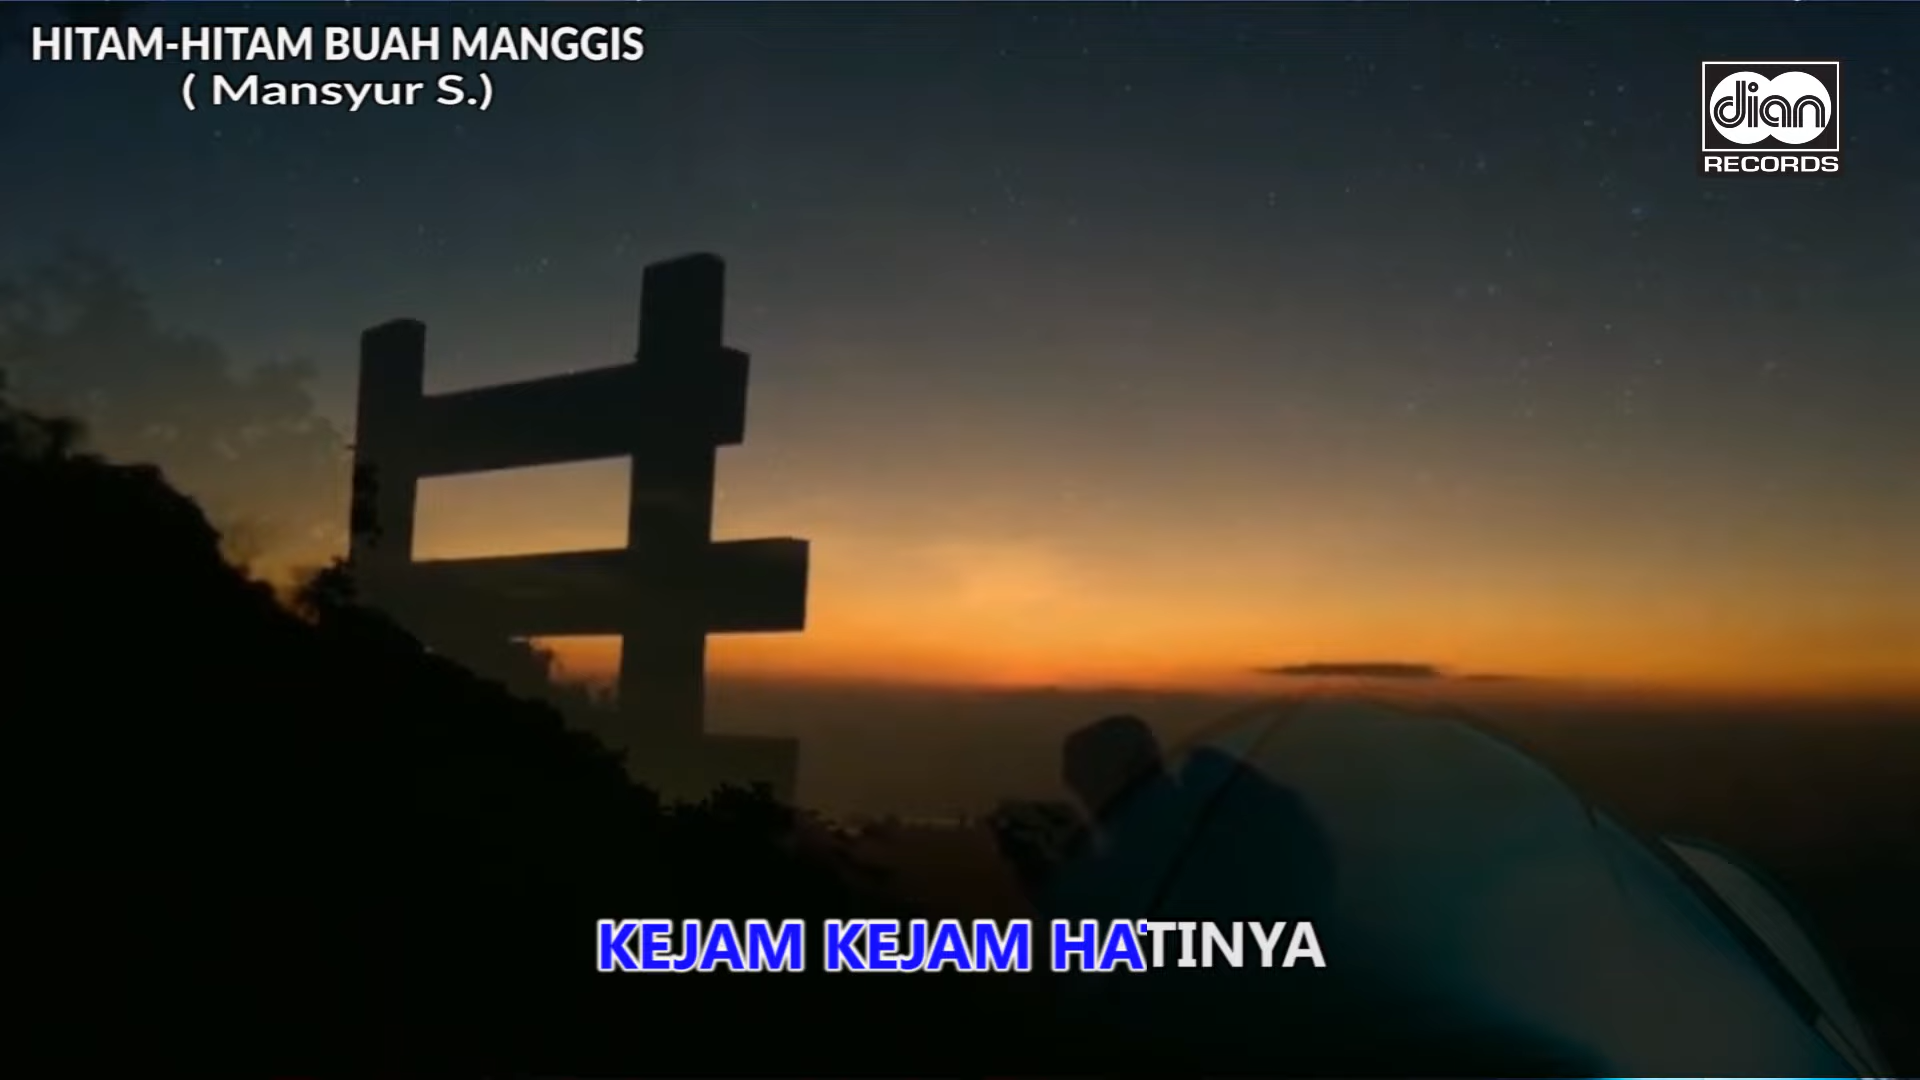 HITAM-HITAM BUAH MANGGIS
( Mansyur S.)
dian
RECORDS
KEJAM KEJAM HATINYA